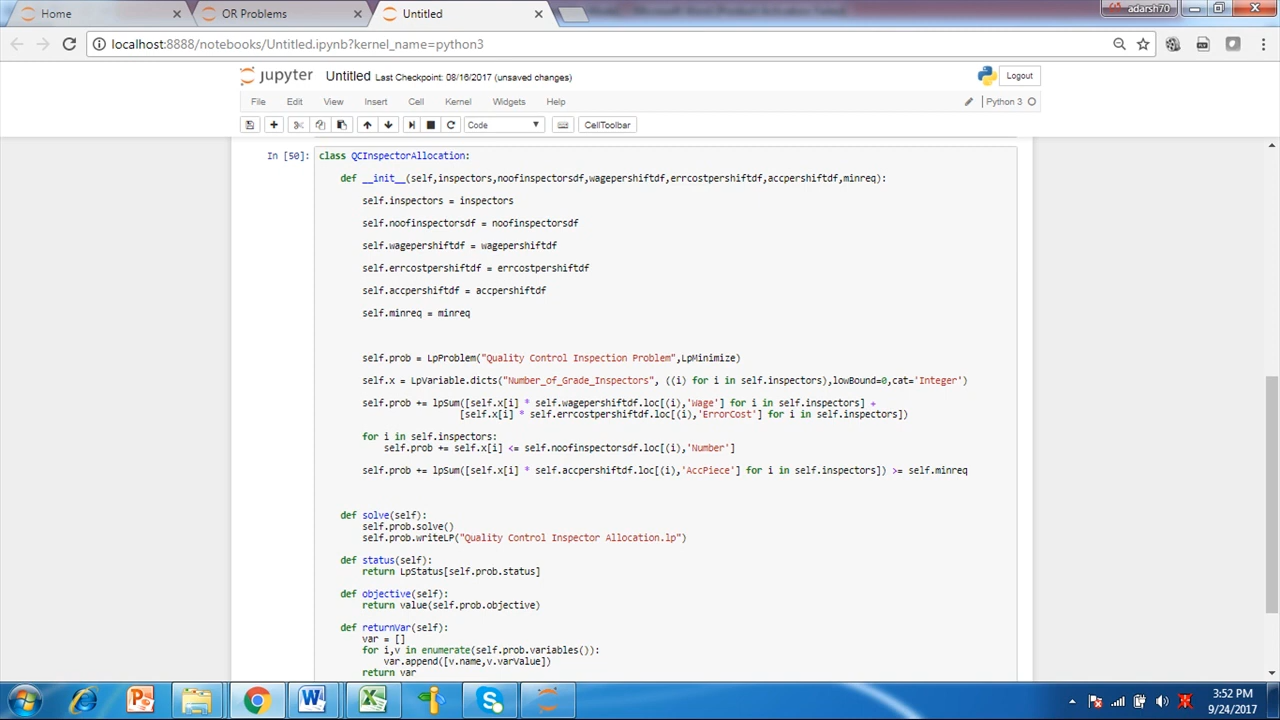 Home
OR Problems
Untitled
adarsh70
localhost:8888/notebooks/Untitled.ipynb?kernel_name=python3
jupyter Untitled Last Checkpoint: 08/16/2017 (unsaved changes)
Logout
File Edit View Insert Cell Kernel Widgets Help
Python 3
Code
CellToolbar
In [50]: class QCInspectorAllocation:
def __init__(self,inspectors,noofinspectorsdf,wagepershiftdf,errcostpershiftdf,accpershiftdf,minreq):
self.inspectors = inspectors
self.noofinspectorsdf = noofinspectorsdf
self.wagepershiftdf = wagepershiftdf
self.errcostpershiftdf = errcostpershiftdf
self.accpershiftdf = accpershiftdf
self.minreq = minreq
self.prob = LpProblem("Quality Control Inspection Problem",LpMinimize)
self.x = LpVariable.dicts("Number_of_Grade_Inspectors", ((i) for i in self.inspectors),lowBound=0,cat='Integer')
self.prob += lpSum([self.x[i] * self.wagepershiftdf.loc[(i),'Wage'] for i in self.inspectors] +
[self.x[i] * self.errcostpershiftdf.loc[(i),'ErrorCost'] for i in self.inspectors])
for i in self.inspectors:
self.prob += self.x[i] <= self.noofinspectorsdf.loc[(i),'Number']
self.prob += lpSum([self.x[i] * self.accpershiftdf.loc[(i),'AccPiece'] for i in self.inspectors]) >= self.minreq
def solve(self):
self.prob.solve()
self.prob.writeLP("Quality Control Inspector Allocation.lp")
def status(self):
return LpStatus[self.prob.status]
def objective(self):
return value(self.prob.objective)
def returnVar(self):
var = []
for i,v in enumerate(self.prob.variables()):
var.append([v.name,v.varValue])
return var
3:52 PM
9/24/2017